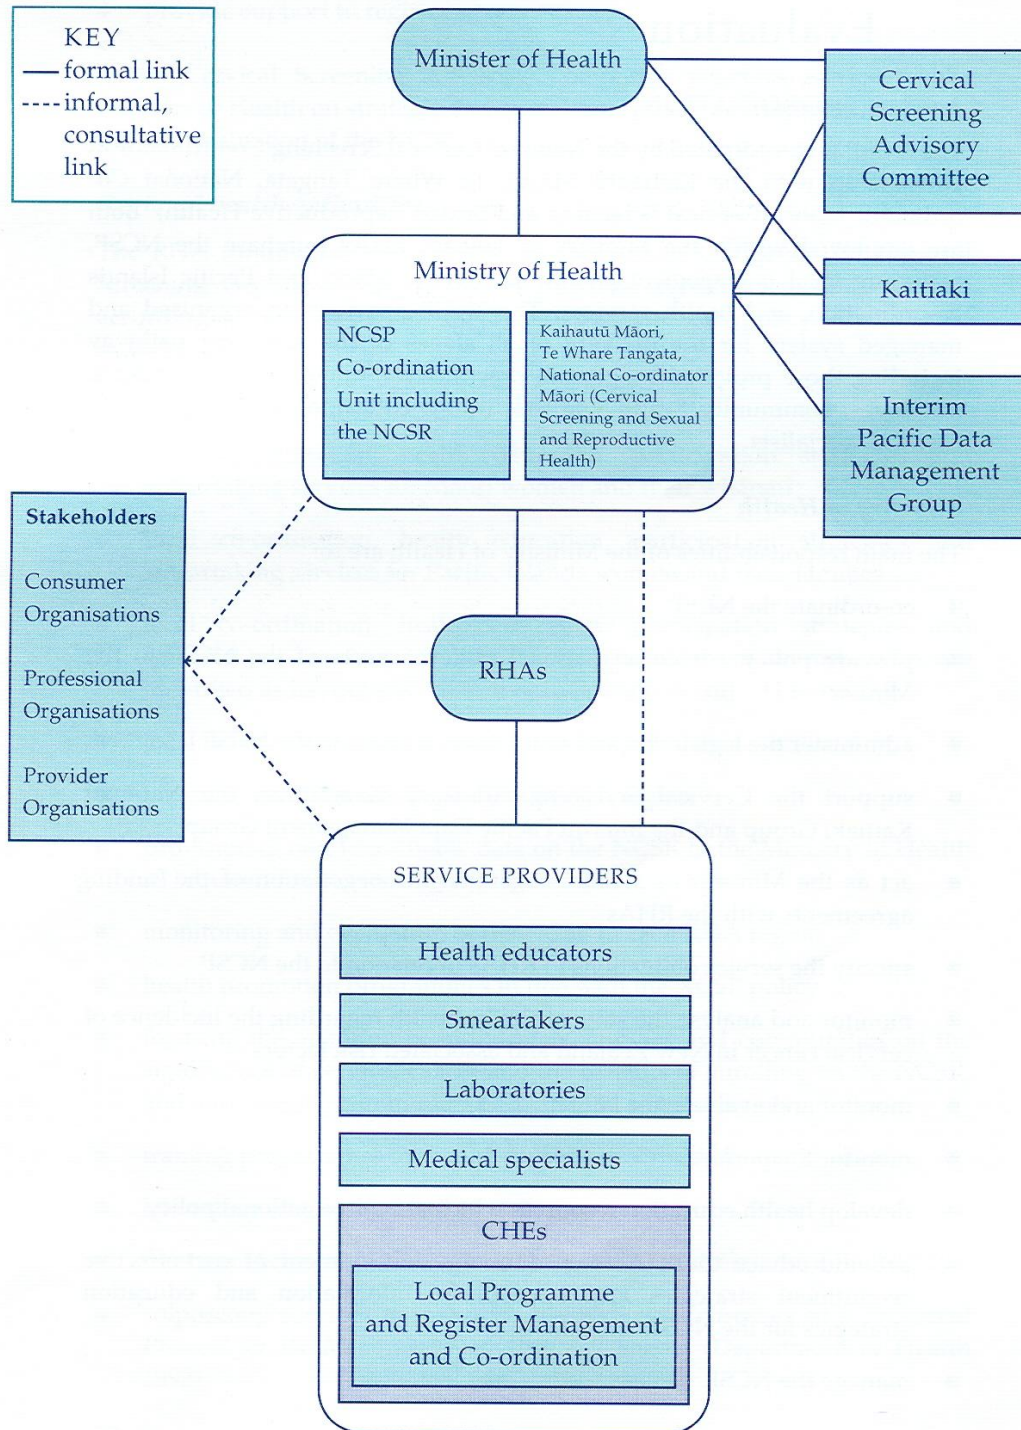 KEY
formal link
informal,
consultative
link
Minister of Health
Cervical
Screening
Advisory
Committee
Ministry of Health
NCSP
Co-ordination
Unit including
the NCSR
Kaihautū Māori,
Te Whare Tangata,
National Co-ordinator
Māori (Cervical
Screening and Sexual
and Reproductive
Health)
Kaitiaki
Interim
Pacific Data
Management
Group
Stakeholders
Consumer
Organisations
Professional
Organisations
Provider
Organisations
RHAs
SERVICE PROVIDERS
Health educators
Smeartakers
Laboratories
Medical specialists
CHEs
Local Programme
and Register Management
and Co-ordination